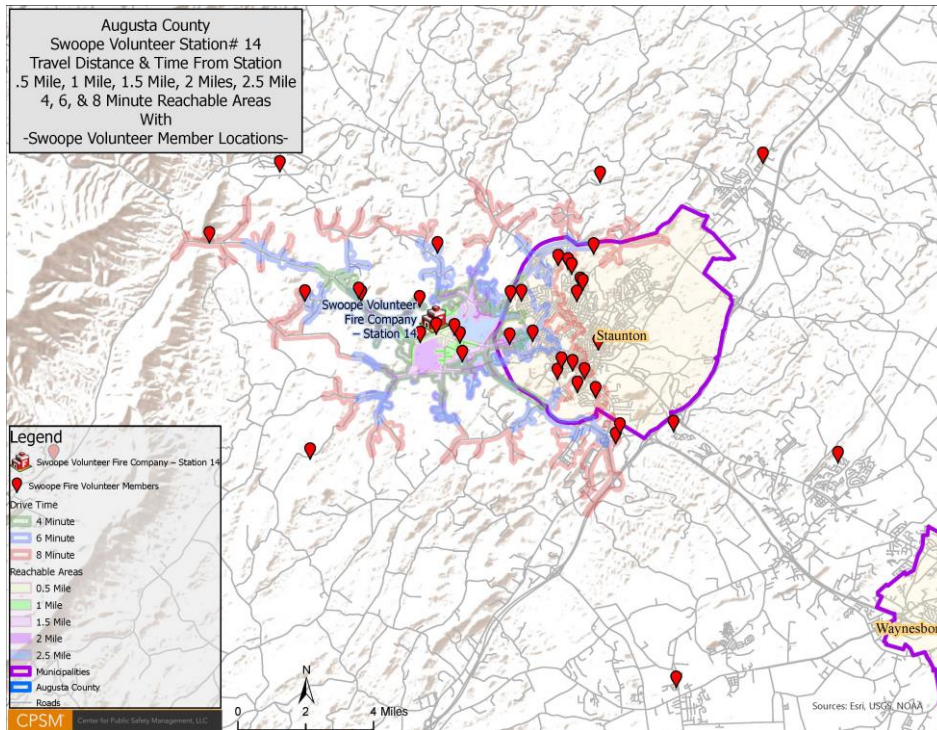 Augusta County
Swoope Volunteer Station# 14
Travel Distance & Time From Station
.5 Mile, 1 Mile, 1.5 Mile, 2 Miles, 2.5 Mile
4, 6, & 8 Minute Reachable Areas
With
-Swoope Volunteer Member Locations-
Swoope Volunteer
Fire Company
– Station 14
Staunton
Legend
Swoope Volunteer Fire Company – Station 14
Swoope Fire Volunteer Members
Drive Time
4 Minute
6 Minute
8 Minute
Reachable Areas
0.5 Mile
1 Mile
1.5 Mile
2 Mile
2.5 Mile
Municipalities
Augusta County
Roads
Waynesbor
N
0 2 4 Miles
Sources: Esri, USGS, NOAA
CPSM Center for Public Safety Management, LLC